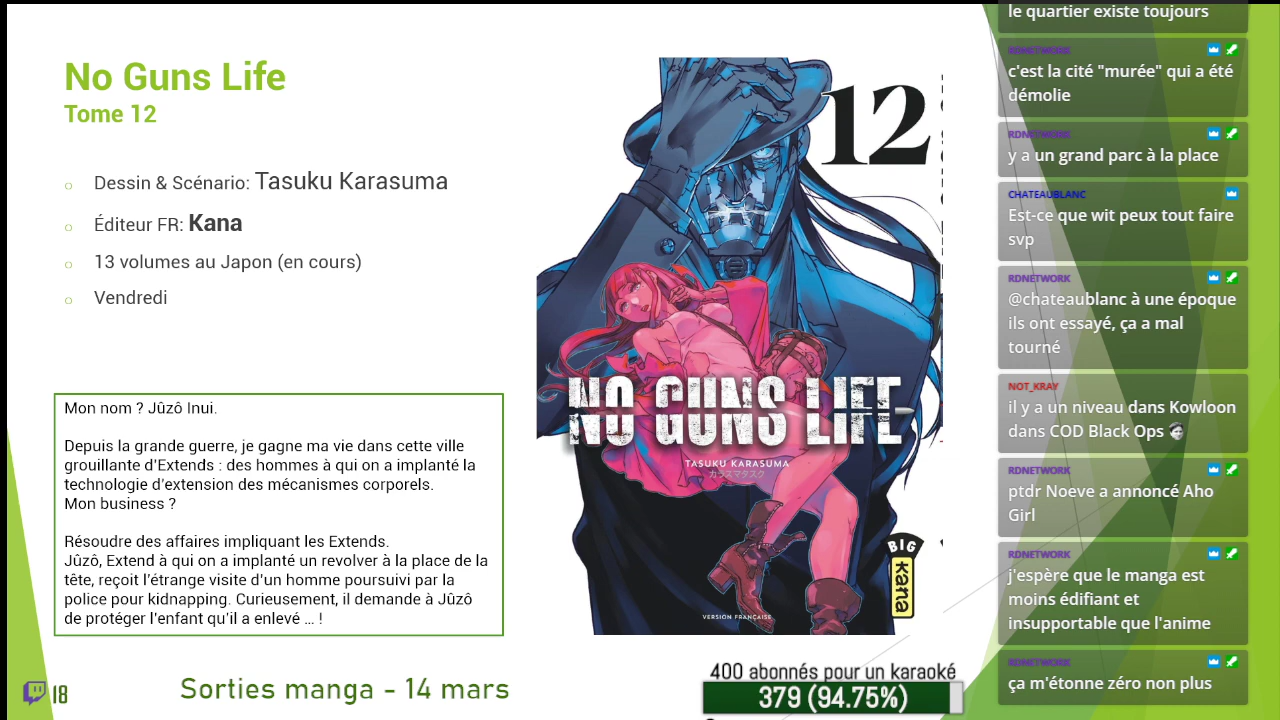 No Guns Life
Tome 12
Dessin & Scénario: Tasuku Karasuma
Éditeur FR: Kana
13 volumes au Japon (en cours)
Vendredi
Mon nom ? Jûzô Inui.
Depuis la grande guerre, je gagne ma vie dans cette ville
grouillante d'Extends : des hommes à qui on a implanté la
technologie d'extension des mécanismes corporels.
Mon business ?
Résoudre des affaires impliquant les Extends.
Jûzô, Extend à qui on a implanté un revolver à la place de la
tête, reçoit l'étrange visite d'un homme poursuivi par la
police pour kidnapping. Curieusement, il demande à Jûzô
de protéger l'enfant qu'il a enlevé ... !
18
Sorties manga - 14 mars
12
NO GUNS LIFE
TASUKU KARASUMA
カラスマタスク
BIG
kana
VERSION FRANÇAISE
400 abonnés pour un karaoké
379 (94.75%)
le quartier existe toujours
RDNETWORK
c'est la cité "murée" qui a été
démolie
RDNETWORK
y a un grand parc à la place
CHATEAUBLANC
Est-ce que wit peux tout faire
svp
RDNETWORK
@chateaublanc à une époque
ils ont essayé, ça a mal
tourné
NOT_KRAY
il y a un niveau dans Kowloon
dans COD Black Ops
RDNETWORK
ptdr Noeve a annoncé Aho
Girl
RDNETWORK
j'espère que le manga est
moins édifiant et
insupportable que l'anime
RDNETWORK
ça m'étonne zéro non plus